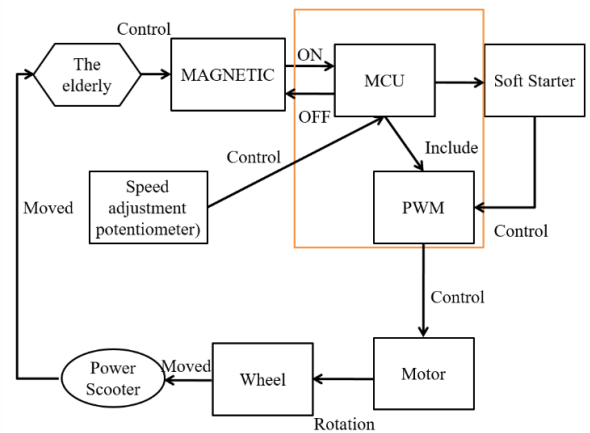 Control
The
elderly
MAGNETIC
ON
OFF
MCU
Soft Starter
Control
Include
Speed
adjustment
potentiometer)
Moved
PWM
Control
Control
Power
Scooter
Moved
Wheel
Motor
Rotation